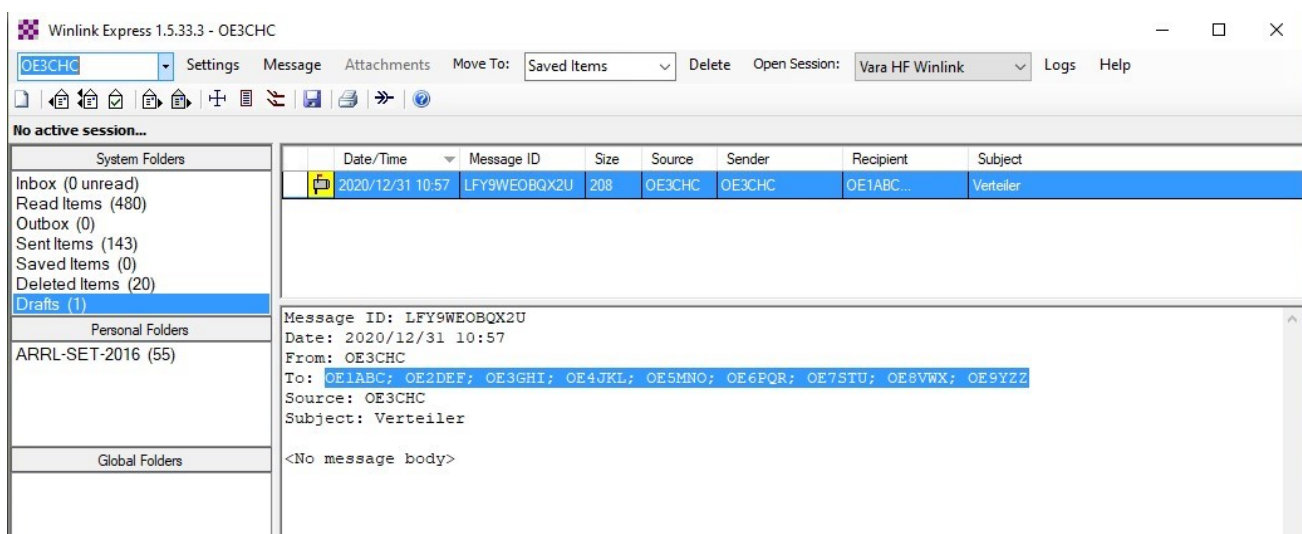 Winlink Express 1.5.33.3 - OE3CHC
OE3CHC Settings Message Attachments Move To: Saved Items Delete Open Session: Vara HF Winlink Logs Help
No active session...
System Folders
Inbox (0 unread)
Read Items (480)
Outbox (0)
Sent Items (143)
Saved Items (0)
Deleted Items (20)
Drafts (1)
Personal Folders
ARRL-SET-2016 (55)
Global Folders
Date/Time Message ID Size Source Sender Recipient Subject
2020/12/31 10:57 LFY9WEOBQX2U 208 OE3CHC OE3CHC OE1ABC... Verteiler
Message ID: LFY9WEOBQX2U
Date: 2020/12/31 10:57
From: OE3CHC
To: OE1ABC; OE2DEF; OE3GHI; OE4JKL; OE5MNO; OE6PQR; OE7STU; OE8VWX; OE9YZZ
Source: OE3CHC
Subject: Verteiler
<No message body>